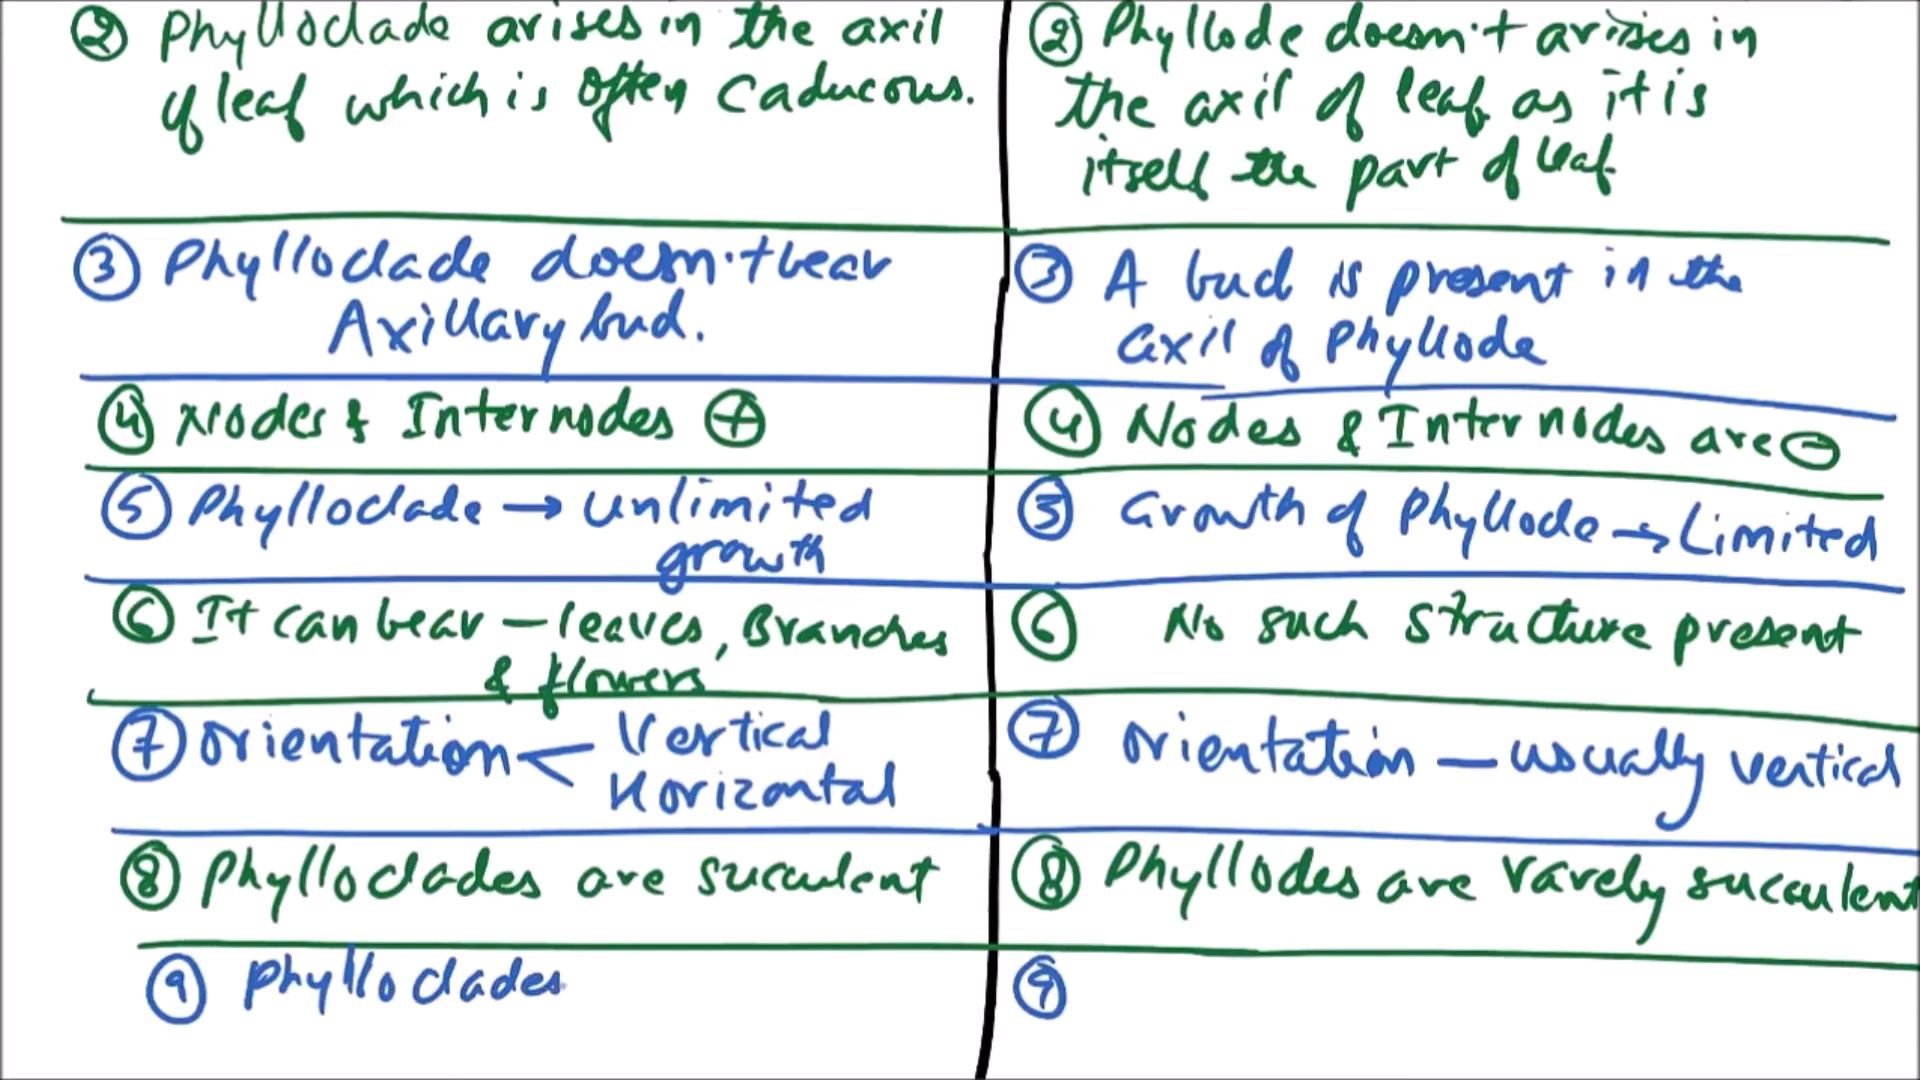 ② Phylloclade arises in the axil
of leaf which is often Caducous.
② Phyllode doesn't arises in
the axil of leaf as it is
itself the part of leaf
③ Phylloclade doesn't bear
Axillary bud.
③ A bud is present in the
axil of Phyllode
④ Nodes & Internodes ⊕
④ Nodes & Internodes are ⊖
⑤ Phylloclade → Unlimited
growth
⑤ Growth of Phyllode → Limited
⑥ It can bear — leaves, Branches
& flowers
⑥ No such structure present
⑦ Orientation < Vertical
Horizontal
⑦ Orientation — usually vertical
⑧ Phylloclades are succulent
⑧ Phyllodes are rarely succulent
⑨ Phylloclades
⑨